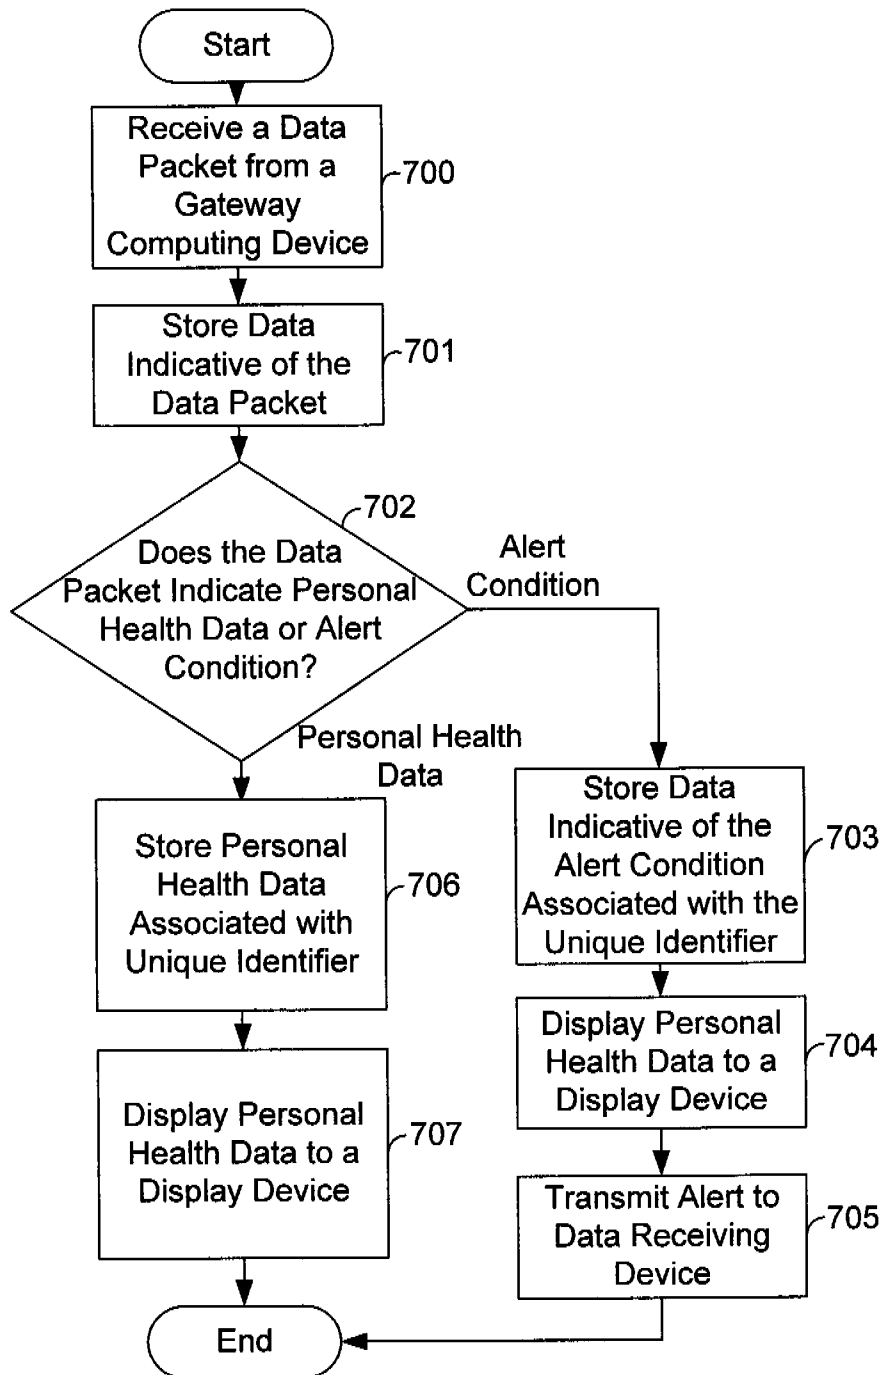 Start
Receive a Data
Packet from a
Gateway
Computing Device
700
Store Data
Indicative of the
Data Packet
701
702
Does the Data
Packet Indicate Personal
Health Data or Alert
Condition?
Alert
Condition
Personal Health
Data
Store Data
Indicative of the
Alert Condition
Associated with the
Unique Identifier
703
Store Personal
Health Data
Associated with
Unique Identifier
706
Display Personal
Health Data to a
Display Device
704
Display Personal
Health Data to a
Display Device
707
Transmit Alert to
Data Receiving
Device
705
End